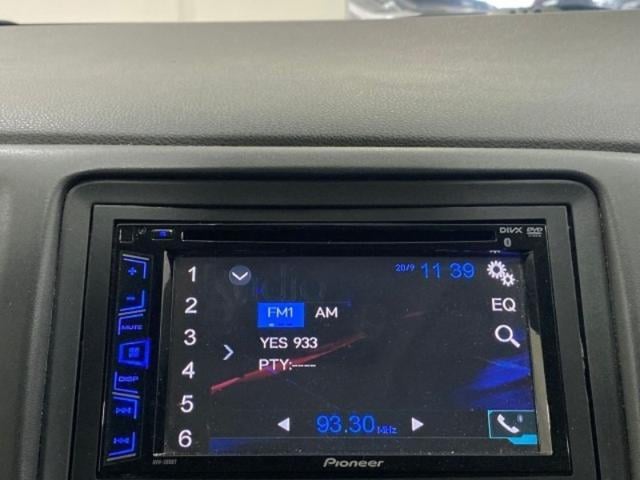 DIVX DVD
1
20/9 11 39
2
Radio
EQ
FM1 AM
MUTE
3
YES 933
4
PTY:----
DISP
5
93.30 MHz
6
Pioneer